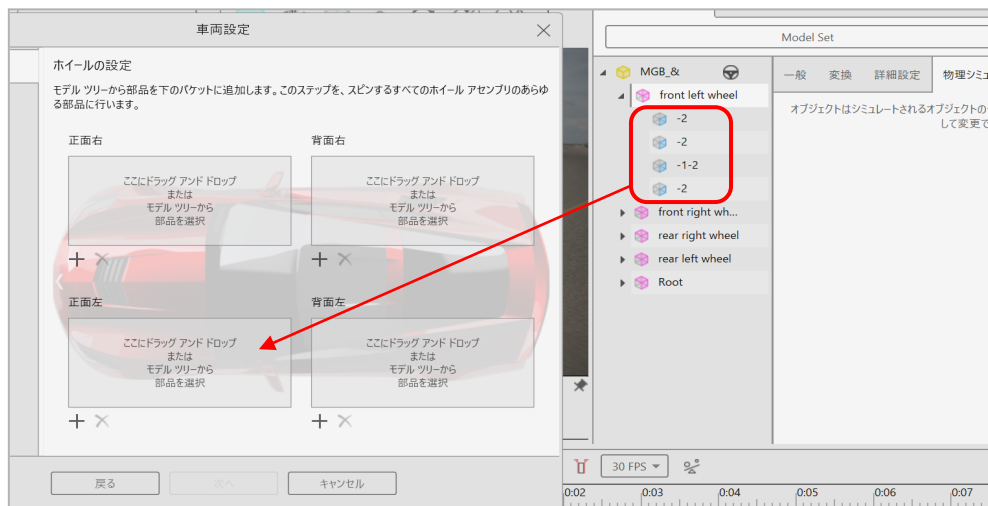 車両設定
ホイールの設定
モデル ツリーから部品を下のバケットに追加します。このステップを、スピンするすべてのホイール アセンブリのあらゆ
る部品に行います。
正面右
背面右
ここにドラッグ アンド ドロップ
または
モデル ツリーから
部品を選択
ここにドラッグ アンド ドロップ
または
モデル ツリーから
部品を選択
正面左
背面左
ここにドラッグ アンド ドロップ
または
モデル ツリーから
部品を選択
ここにドラッグ アンド ドロップ
または
モデル ツリーから
部品を選択
戻る
次へ
キャンセル
Model Set
MGB_&
front left wheel
-2
-2
-1-2
-2
front right wh...
rear right wheel
rear left wheel
Root
一般
変換
詳細設定
物理シミュ
オブジェクトはシミュレートされるオブジェクトの
して変更で
30 FPS
0:02
0:03
0:04
0:05
0:06
0:07